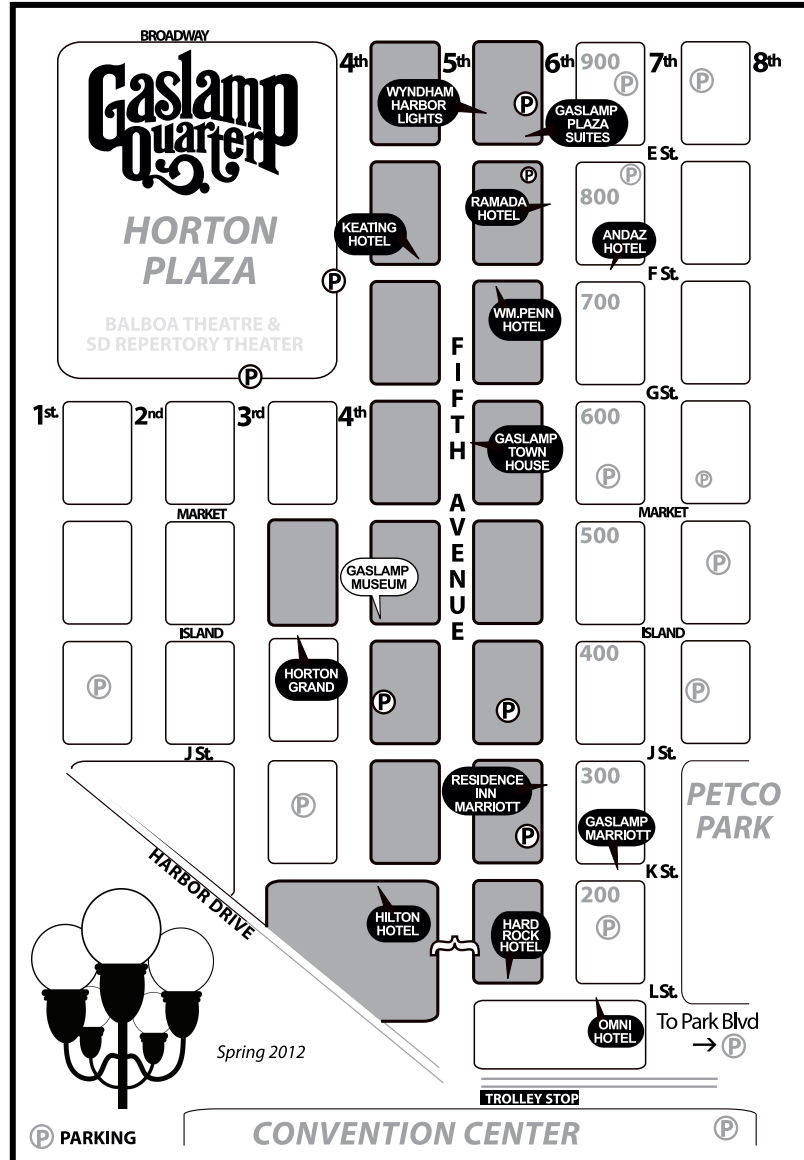 BROADWAY
Gaslamp
Quarter
HORTON
PLAZA
BALBOA THEATRE &
SD REPERTORY THEATER
4th
5th
6th
900
7th
8th
WYNDHAM
HARBOR
LIGHTS
P
GASLAMP
PLAZA
SUITES
P
P
E St.
KEATING
HOTEL
RAMADA
HOTEL
P
P
800
ANDAZ
HOTEL
F St.
P
WM.PENN
HOTEL
700
P
G St.
1st.
2nd
3rd
4th
FIFTH AVENUE
GASLAMP
TOWN
HOUSE
600
P
P
MARKET
MARKET
GASLAMP
MUSEUM
500
P
ISLAND
ISLAND
P
HORTON
GRAND
P
P
400
P
J St.
J St.
P
RESIDENCE
INN
MARRIOTT
P
300
GASLAMP
MARRIOTT
PETCO
PARK
K St.
HARBOR DRIVE
HILTON
HOTEL
HARD
ROCK
HOTEL
200
P
L St.
OMNI
HOTEL
To Park Blvd
→ P
Spring 2012
TROLLEY STOP
P PARKING
CONVENTION CENTER
P